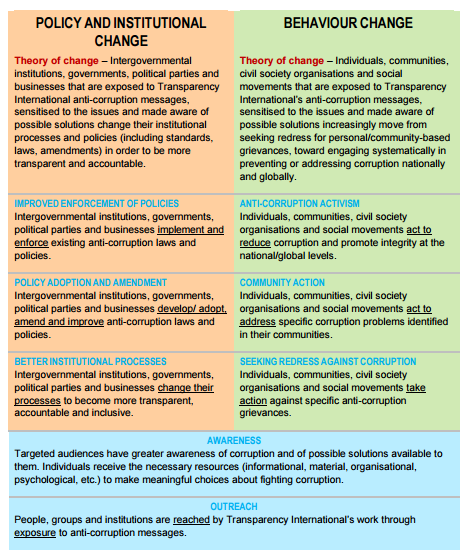 POLICY AND INSTITUTIONAL
CHANGE
Theory of change – Intergovernmental
institutions, governments, political parties and
businesses that are exposed to Transparency
International anti-corruption messages,
sensitised to the issues and made aware of
possible solutions change their institutional
processes and policies (including standards,
laws, amendments) in order to be more
transparent and accountable.
BEHAVIOUR CHANGE
Theory of change – Individuals, communities,
civil society organisations and social
movements that are exposed to Transparency
International's anti-corruption messages,
sensitised to the issues and made aware of
possible solutions increasingly move from
seeking redress for personal/community-based
grievances, toward engaging systematically in
preventing or addressing corruption nationally
and globally.
IMPROVED ENFORCEMENT OF POLICIES
Intergovernmental institutions, governments,
political parties and businesses implement and
enforce existing anti-corruption laws and
policies.
ANTI-CORRUPTION ACTIVISM
Individuals, communities, civil society
organisations and social movements act to
reduce corruption and promote integrity at the
national/global levels.
POLICY ADOPTION AND AMENDMENT
Intergovernmental institutions, governments,
political parties and businesses develop/ adopt,
amend and improve anti-corruption laws and
policies.
COMMUNITY ACTION
Individuals, communities, civil society
organisations and social movements act to
address specific corruption problems identified
in their communities.
BETTER INSTITUTIONAL PROCESSES
Intergovernmental institutions, governments,
political parties and businesses change their
processes to become more transparent,
accountable and inclusive.
SEEKING REDRESS AGAINST CORRUPTION
Individuals, communities, civil society
organisations and social movements take
action against specific anti-corruption
grievances.
AWARENESS
Targeted audiences have greater awareness of corruption and of possible solutions available to
them. Individuals receive the necessary resources (informational, material, organisational,
psychological, etc.) to make meaningful choices about fighting corruption.
OUTREACH
People, groups and institutions are reached by Transparency International's work through
exposure to anti-corruption messages.